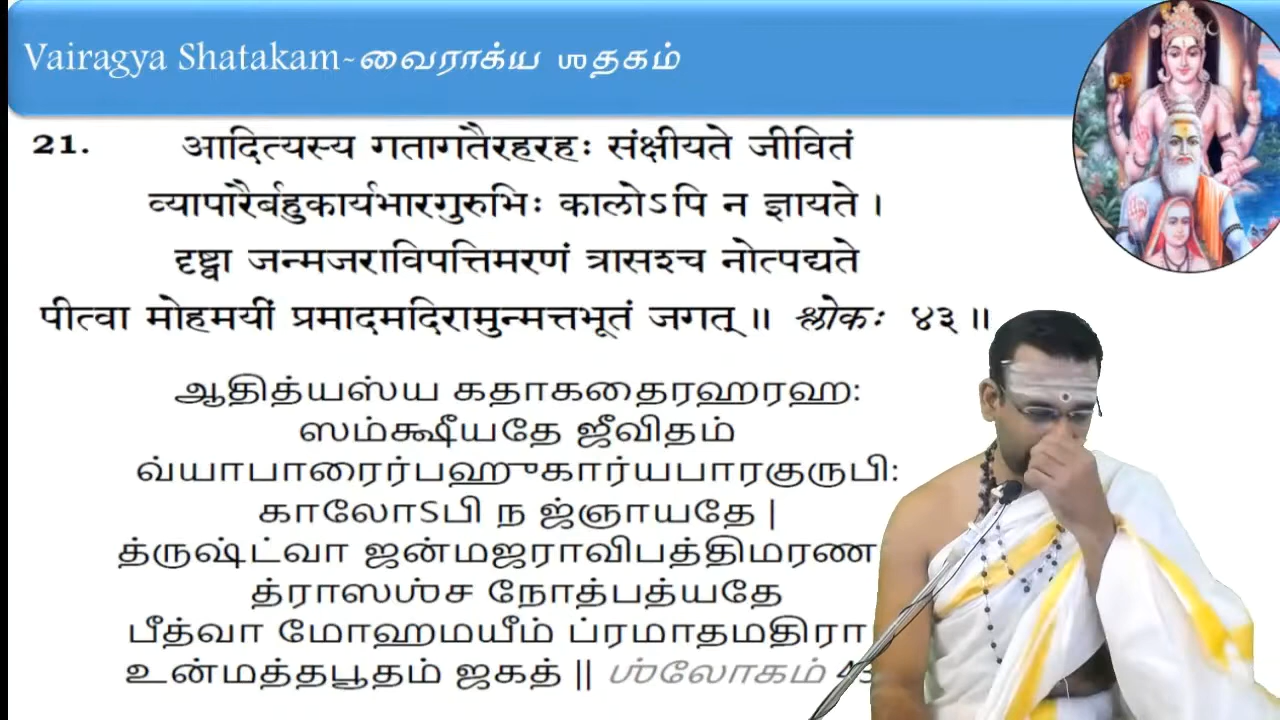 Vairagya Shatakam-வைராக்ய ஶதகம்
21. आदित्यस्य गतागतैरहरहः संक्षीयते जीवितं
व्यापारैर्बहुकार्यभारगुरुभिः कालोऽपि न ज्ञायते ।
दृष्ट्वा जन्मजराविपत्तिमरणं त्रासश्च नोत्पद्यते
पीत्वा मोहमयीं प्रमादमदिरामुन्मत्तभूतं जगत् ॥ श्लोकः ४३ ॥
ஆதித்யஸ்ய கதாகதைரஹரஹ:
ஸம்க்ஷீயதே ஜீவிதம்
வ்யாபாரைர்பஹுகார்யபாரகுருபி:
காலோSபி ந ஜ்ஞாயதே |
த்ருஷ்ட்வா ஜன்மஜராவிபத்திமரண
த்ராஸஶ்ச நோத்பத்யதே
பீத்வா மோஹமயீம் ப்ரமாதமதிரா
உன்மத்தபூதம் ஜகத் || ஶ்லோகம் 43